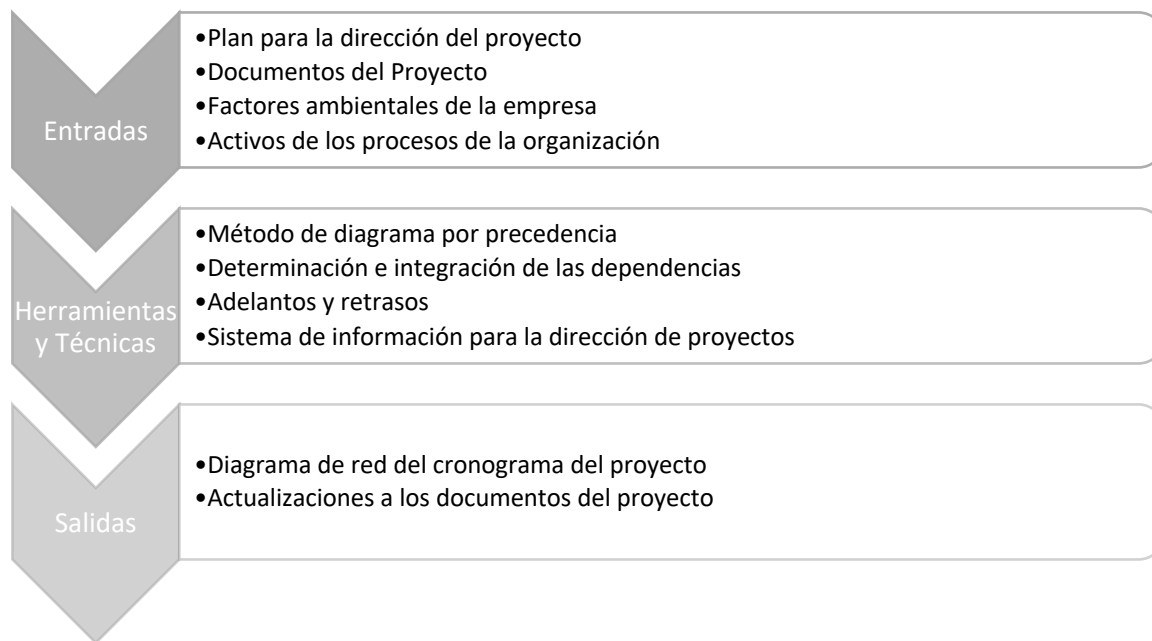 Entradas
•Plan para la dirección del proyecto
•Documentos del Proyecto
•Factores ambientales de la empresa
•Activos de los procesos de la organización
Herramientas
y Técnicas
•Método de diagrama por precedencia
•Determinación e integración de las dependencias
•Adelantos y retrasos
•Sistema de información para la dirección de proyectos
Salidas
•Diagrama de red del cronograma del proyecto
•Actualizaciones a los documentos del proyecto